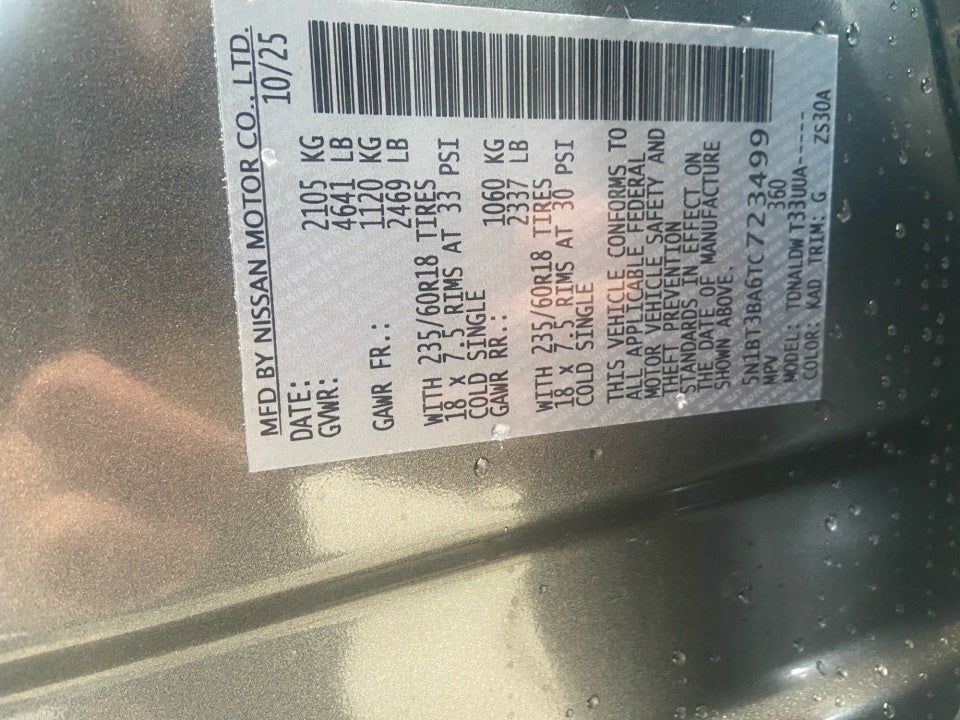 MFD BY NISSAN MOTOR CO., LTD.
DATE: 10/25
GVWR: 2105 KG
4641 LB
GAWR FR.: 1120 KG
2469 LB
WITH 235/60R18 TIRES
18 x 7.5 RIMS AT 33 PSI
COLD SINGLE
GAWR RR.: 1060 KG
2337 LB
WITH 235/60R18 TIRES
18 x 7.5 RIMS AT 30 PSI
COLD SINGLE
THIS VEHICLE CONFORMS TO
ALL APPLICABLE FEDERAL
MOTOR VEHICLE SAFETY AND
THEFT PREVENTION
STANDARDS IN EFFECT ON
THE DATE OF MANUFACTURE
SHOWN ABOVE.
5N1BT3BA6TC723499
MPV 360
MODEL: TDNALDW T33UUA-----
COLOR: KAD TRIM: G ZS30A